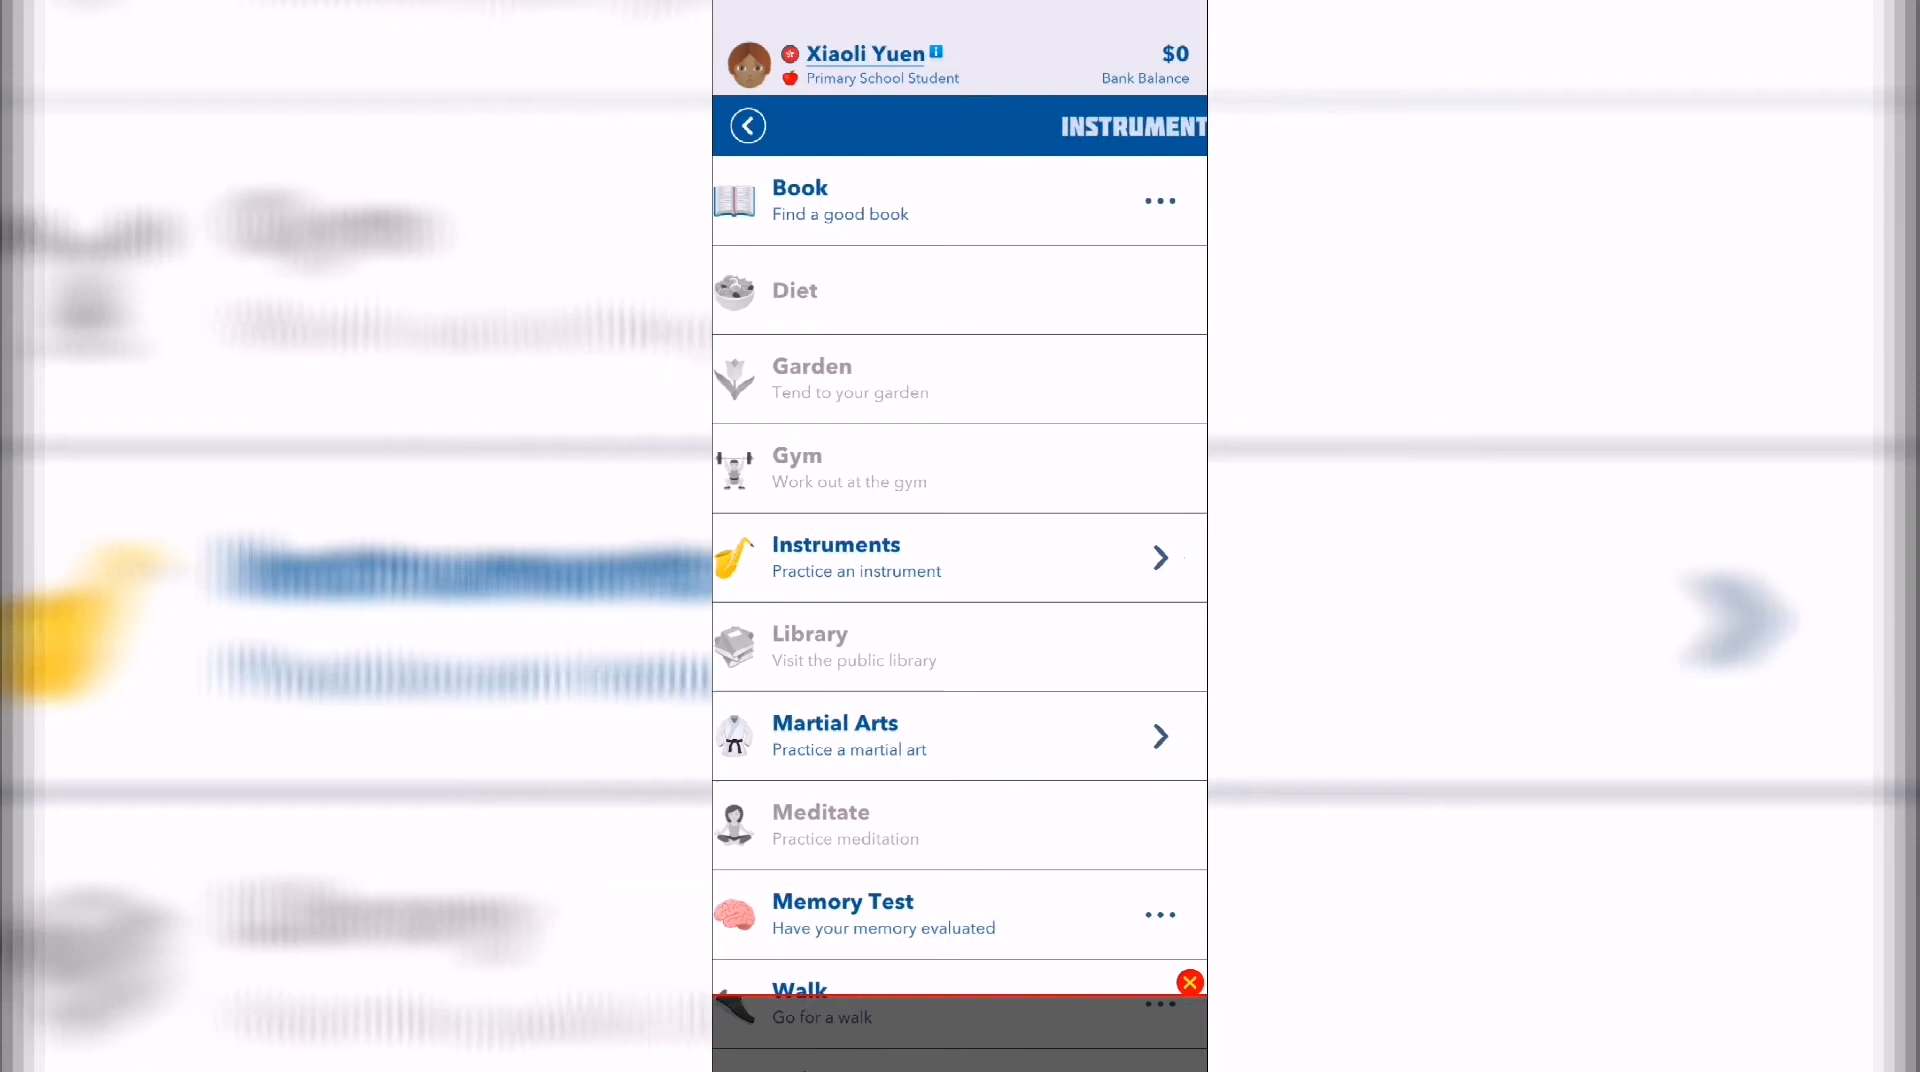 Xiaoli Yuen
$0
Primary School Student
Bank Balance
INSTRUMENT
Book
Find a good book
Diet
Garden
Tend to your garden
Gym
Work out at the gym
Instruments
Practice an instrument
Library
Visit the public library
Martial Arts
Practice a martial art
Meditate
Practice meditation
Memory Test
Have your memory evaluated
Walk
Go for a walk